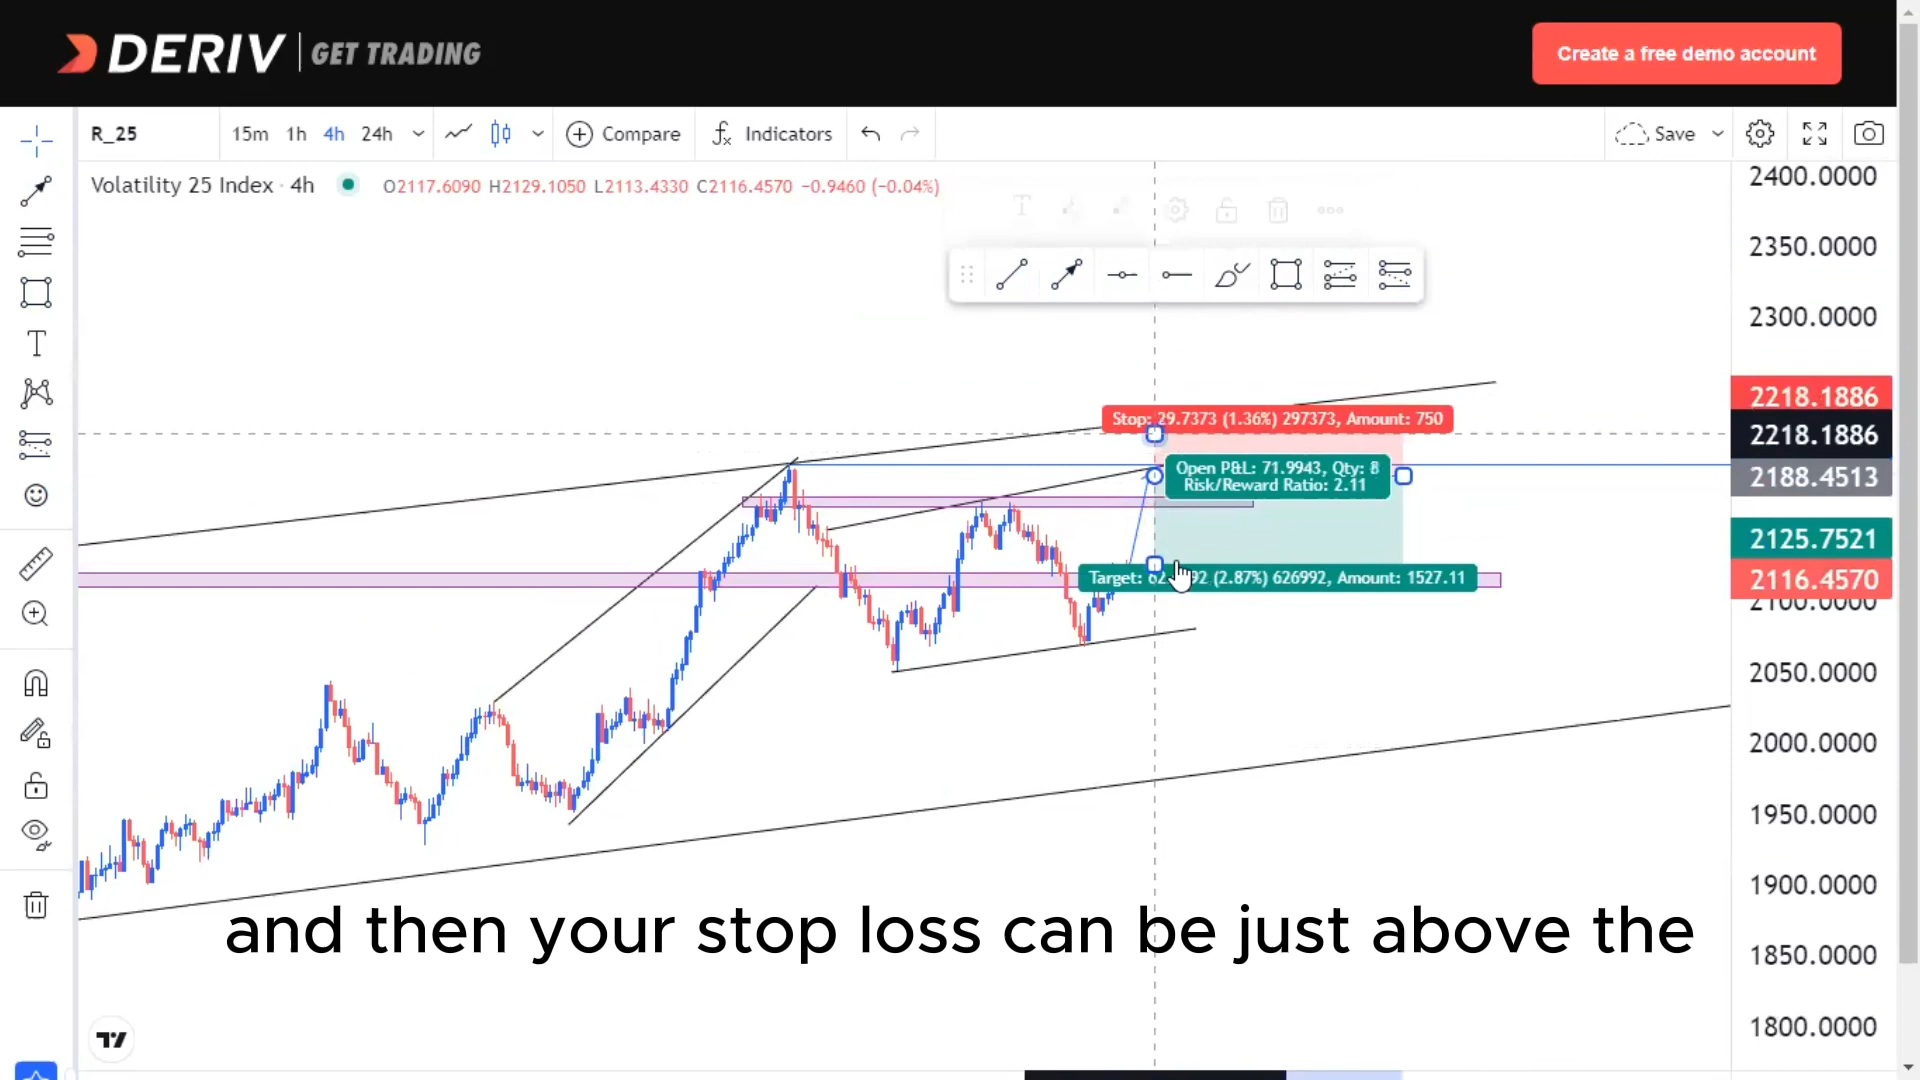 DERIV GET TRADING
Create a free demo account
R_25 15m 1h 4h 24h Compare Indicators Save
Volatility 25 Index · 4h O2117.6090 H2129.1050 L2113.4330 C2116.4570 −0.9460 (−0.04%)
2400.0000
2350.0000
2300.0000
2218.1886
Stop: 29.7373 (1.36%) 297373, Amount: 750
2218.1886
Open P&L: 71.9943, Qty: 8
2188.4513
Risk/Reward Ratio: 2.11
2125.7521
Target: (2.87%) 626992, Amount: 1527.11
2116.4570
2100.0000
2050.0000
2000.0000
1950.0000
1900.0000
and then your stop loss can be just above the
1850.0000
1800.0000